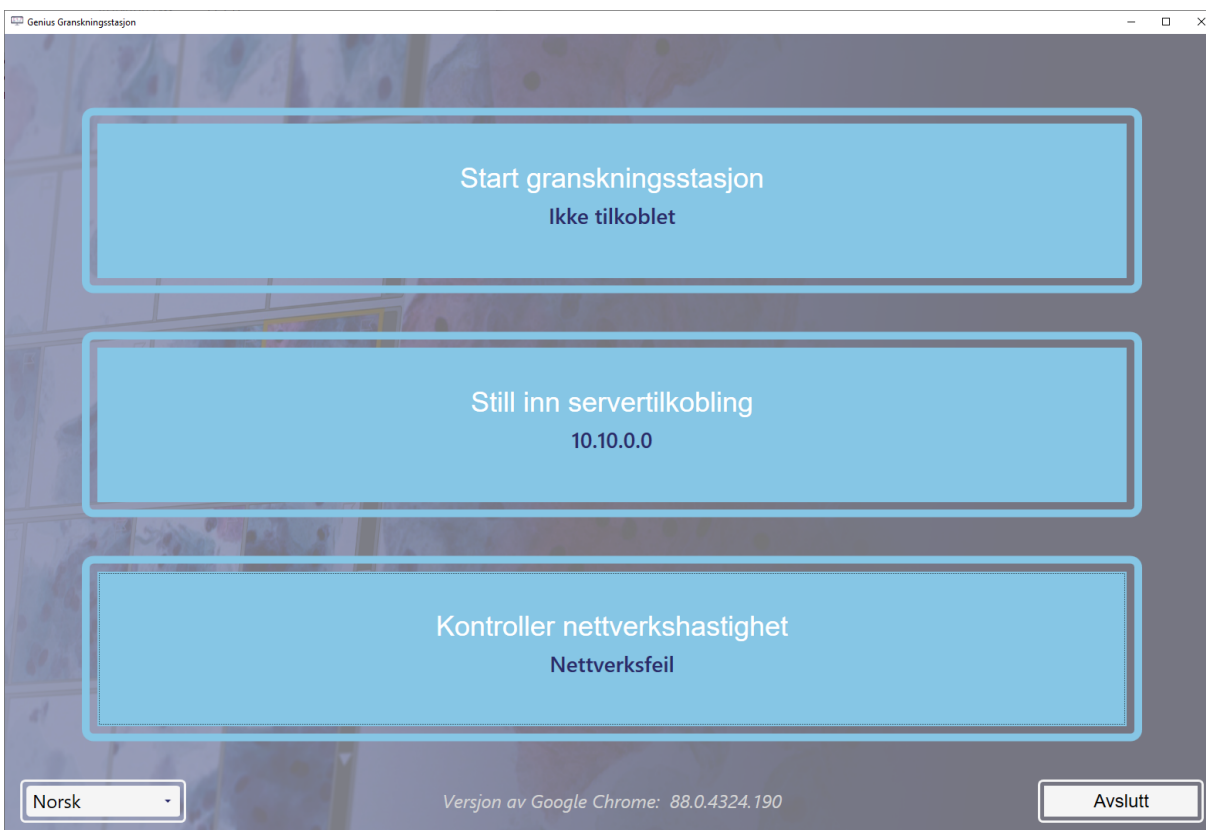 Genius Granskningsstasjon
Start granskningsstasjon
Ikke tilkoblet
Still inn servertilkobling
10.10.0.0
Kontroller nettverkshastighet
Nettverksfeil
Norsk
Versjon av Google Chrome: 88.0.4324.190
Avslutt